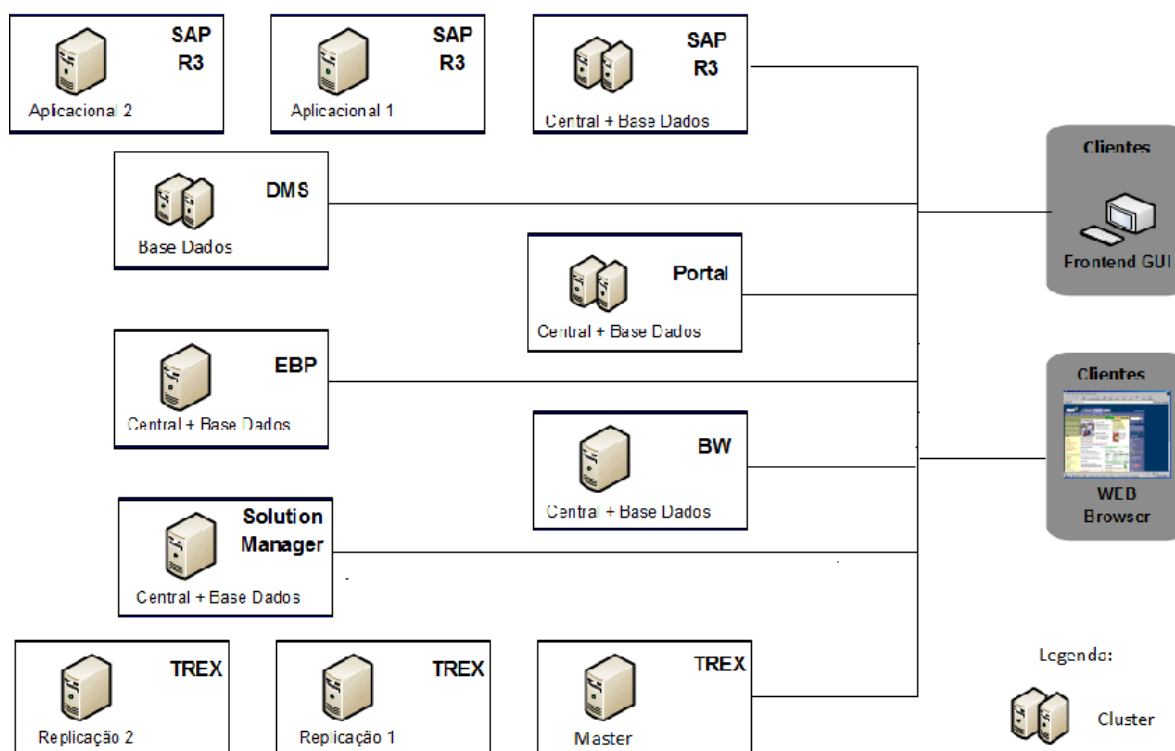 SAP
R3
Aplicacional 2
SAP
R3
Aplicacional 1
SAP
R3
Central + Base Dados
Clientes
Frontend GUI
DMS
Base Dados
Portal
Central + Base Dados
EBP
Central + Base Dados
Clientes
WEB
Browser
BW
Central + Base Dados
Solution
Manager
Central + Base Dados
TREX
Replicação 2
TREX
Replicação 1
TREX
Master
Legenda:
Cluster